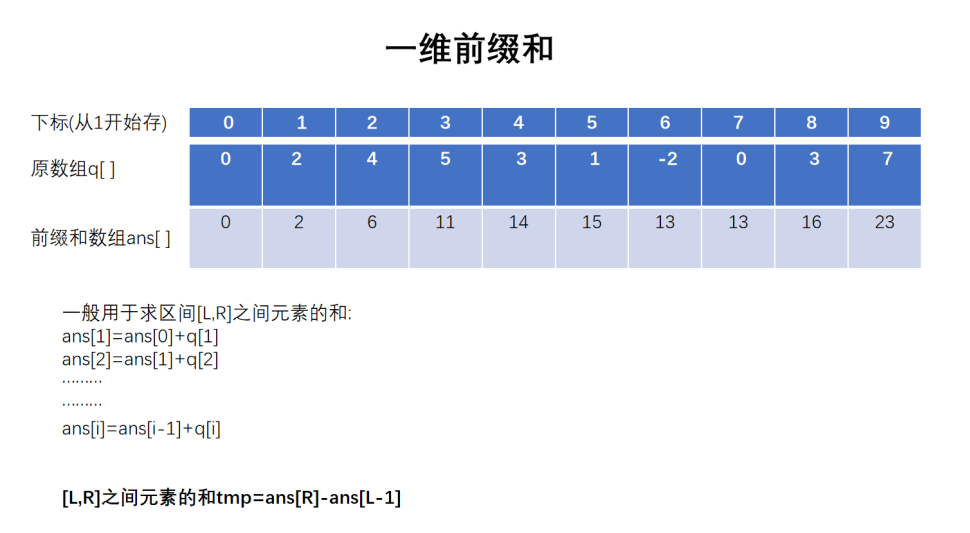 一维前缀和
下标(从1开始存) 0 1 2 3 4 5 6 7 8 9
原数组q[ ] 0 2 4 5 3 1 -2 0 3 7
前缀和数组ans[ ] 0 2 6 11 14 15 13 13 16 23
一般用于求区间[L,R]之间元素的和:
ans[1]=ans[0]+q[1]
ans[2]=ans[1]+q[2]
………
………
ans[i]=ans[i-1]+q[i]
[L,R]之间元素的和tmp=ans[R]-ans[L-1]